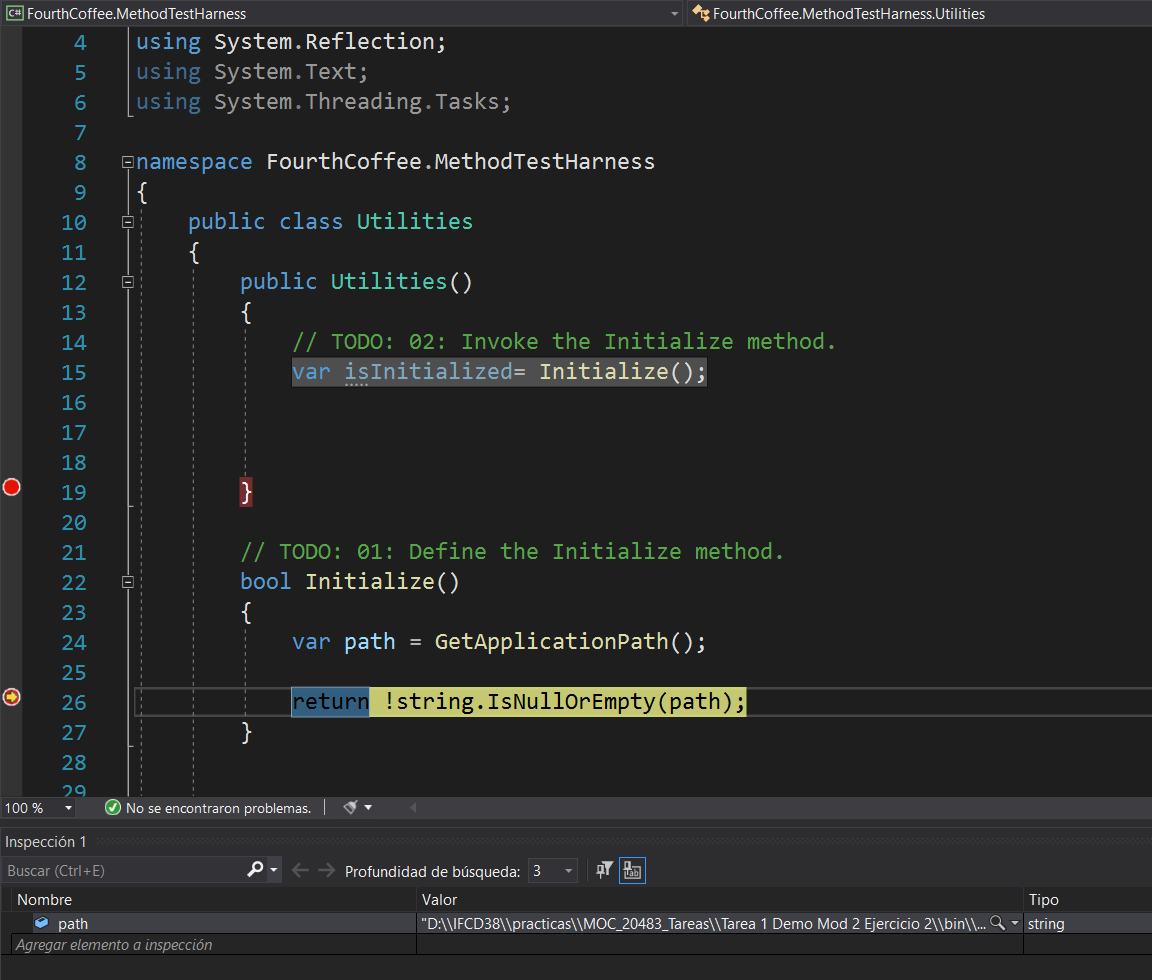 C# FourthCoffee.MethodTestHarness FourthCoffee.MethodTestHarness.Utilities
4 using System.Reflection;
5 using System.Text;
6 using System.Threading.Tasks;
7
8 namespace FourthCoffee.MethodTestHarness
9 {
10 public class Utilities
11 {
12 public Utilities()
13 {
14 // TODO: 02: Invoke the Initialize method.
15 var isInitialized= Initialize();
16
17
18
19 }
20
21 // TODO: 01: Define the Initialize method.
22 bool Initialize()
23 {
24 var path = GetApplicationPath();
25
26 return !string.IsNullOrEmpty(path);
27 }
28
29
100 % No se encontraron problemas.
Inspección 1
Buscar (Ctrl+E) Profundidad de búsqueda: 3
Nombre Valor Tipo
path "D:\\IFCD38\\practicas\\MOC_20483_Tareas\\Tarea 1 Demo Mod 2 Ejercicio 2\\bin\\... string
Agregar elemento a inspección